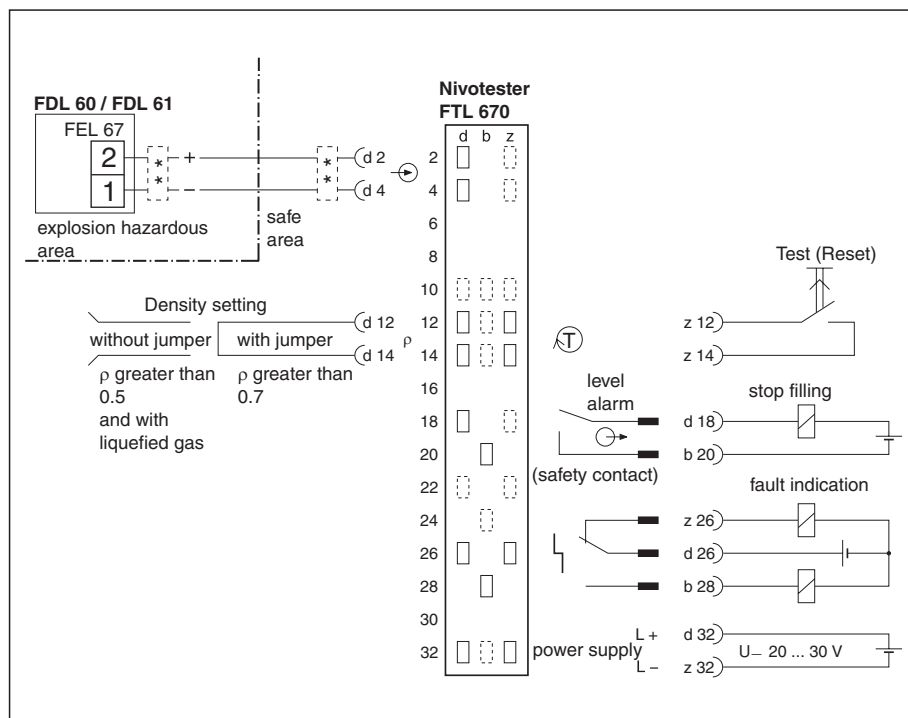 FDL 60 / FDL 61
FEL 67
2
1
*
*
+
–
*
*
d 2
d 4
explosion hazardous
area
safe
area
Nivotester
FTL 670
d b z
2
4
6
8
10
12
14
16
18
20
22
24
26
28
30
32
Density setting
without jumper
with jumper
d 12
d 14
ρ
ρ greater than
0.5
and with
liquefied gas
ρ greater than
0.7
Test (Reset)
z 12
z 14
T
level
alarm
stop filling
d 18
b 20
(safety contact)
fault indication
z 26
d 26
b 28
power supply
L +
L –
d 32
z 32
U– 20 ... 30 V